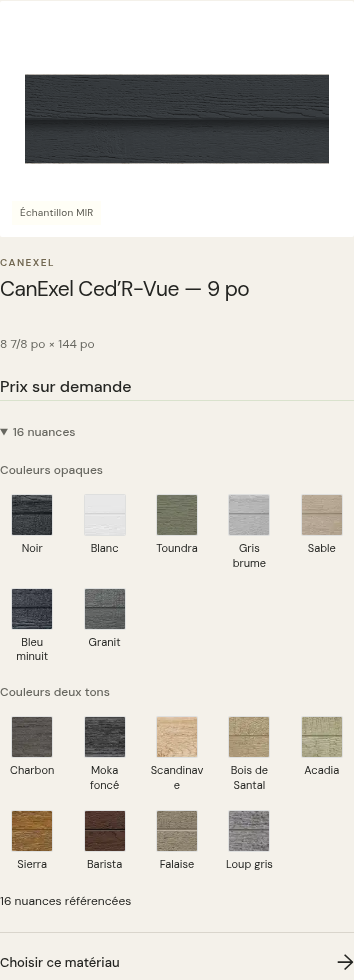 Échantillon MIR
CANEXEL
CanExel Ced’R-Vue — 9 po
8 7/8 po × 144 po
Prix sur demande
▼ 16 nuances
Couleurs opaques
Noir Blanc Toundra Gris Sable
brume
Bleu Granit
minuit
Couleurs deux tons
Charbon Moka Scandinav Bois de Acadia
foncé e Santal
Sierra Barista Falaise Loup gris
16 nuances référencées
Choisir ce matériau →